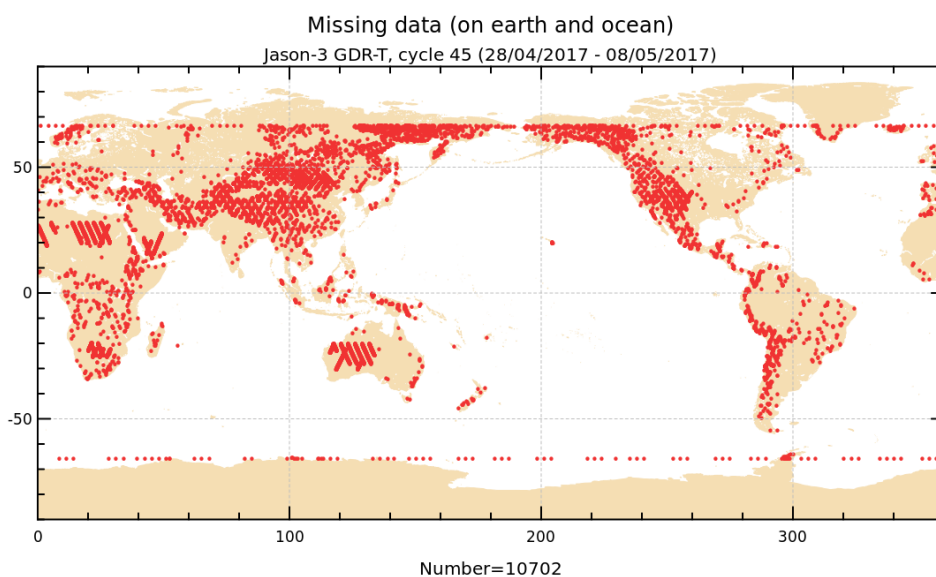 Missing data (on earth and ocean)
Jason-3 GDR-T, cycle 45 (28/04/2017 - 08/05/2017)
50
0
-50
0 100 200 300
Number=10702